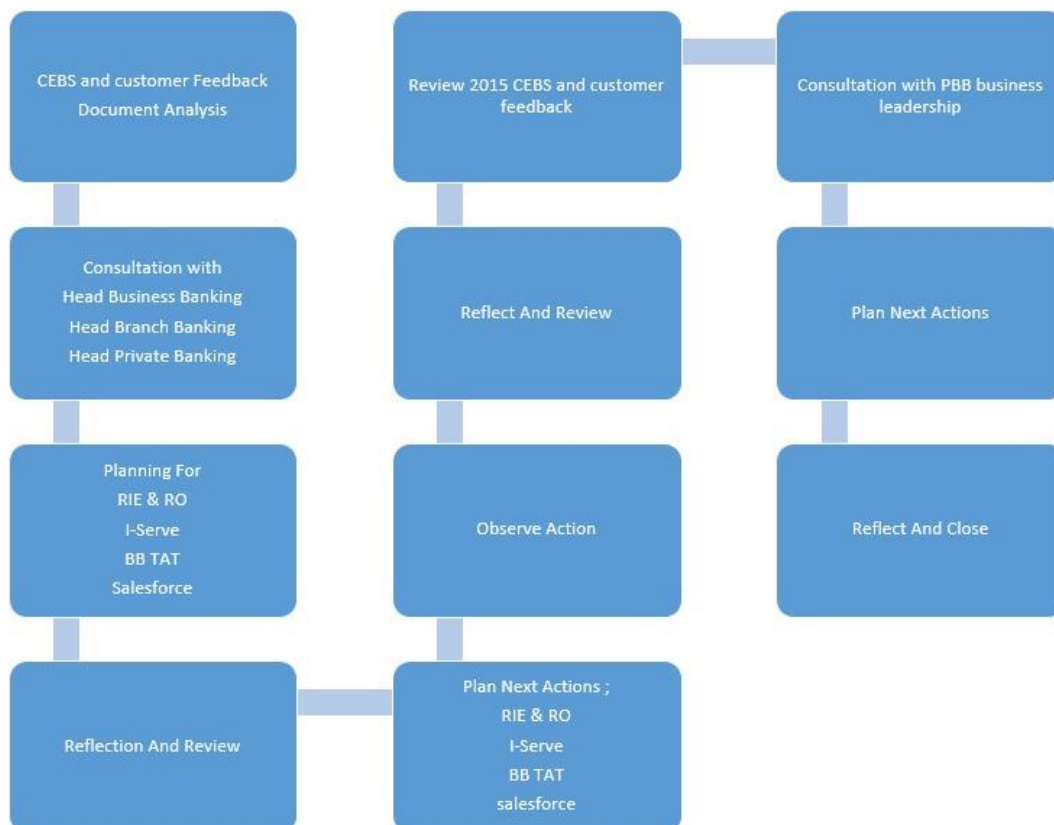 CEBS and customer Feedback
Document Analysis
Consultation with
Head Business Banking
Head Branch Banking
Head Private Banking
Planning For
RIE & RO
I-Serve
BB TAT
Salesforce
Reflection And Review
Plan Next Actions ;
RIE & RO
I-Serve
BB TAT
salesforce
Observe Action
Reflect And Review
Review 2015 CEBS and customer
feedback
Consultation with PBB business
leadership
Plan Next Actions
Reflect And Close